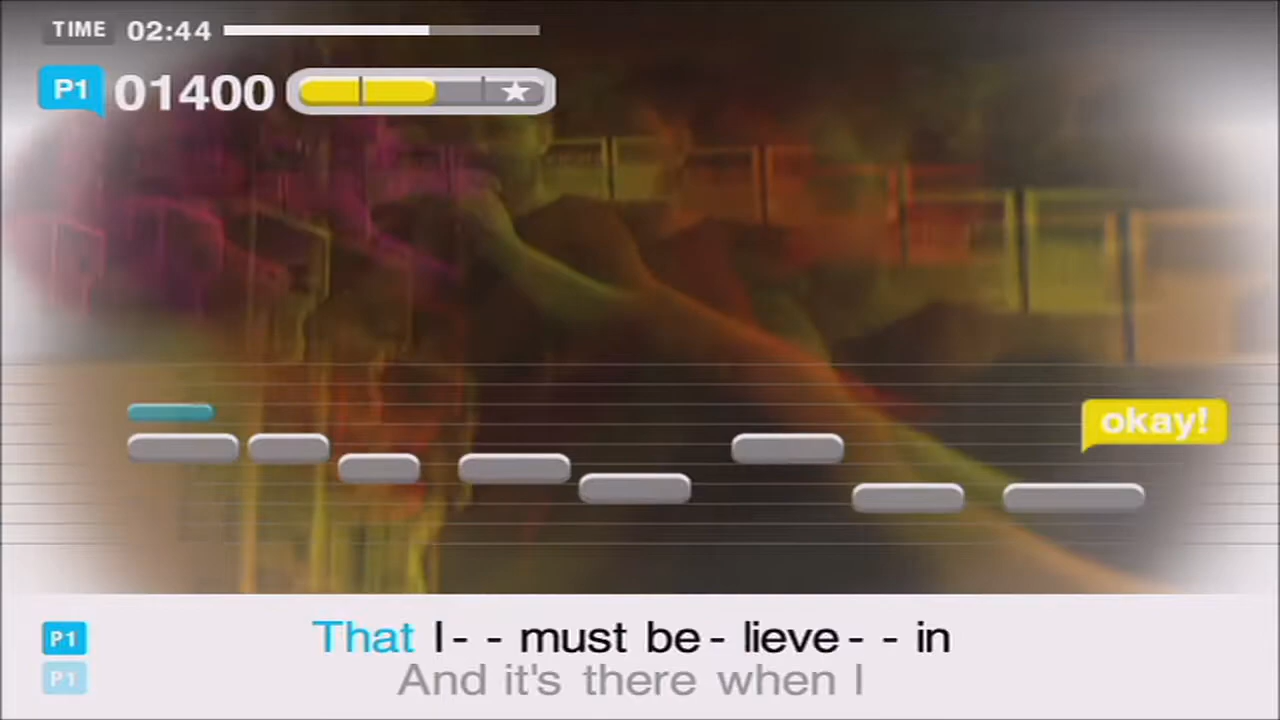 TIME 02:44
P1 01400
okay!
P1 That I - - must be - lieve - - in
P1 And it's there when I